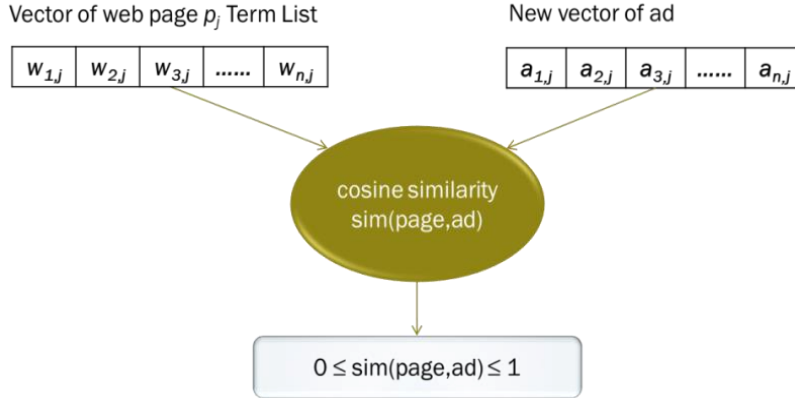 Vector of web page pj Term List
New vector of ad
w1,j w2,j w3,j ...... wn,j
a1,j a2,j a3,j ...... an,j
cosine similarity
sim(page,ad)
0 ≤ sim(page,ad) ≤ 1